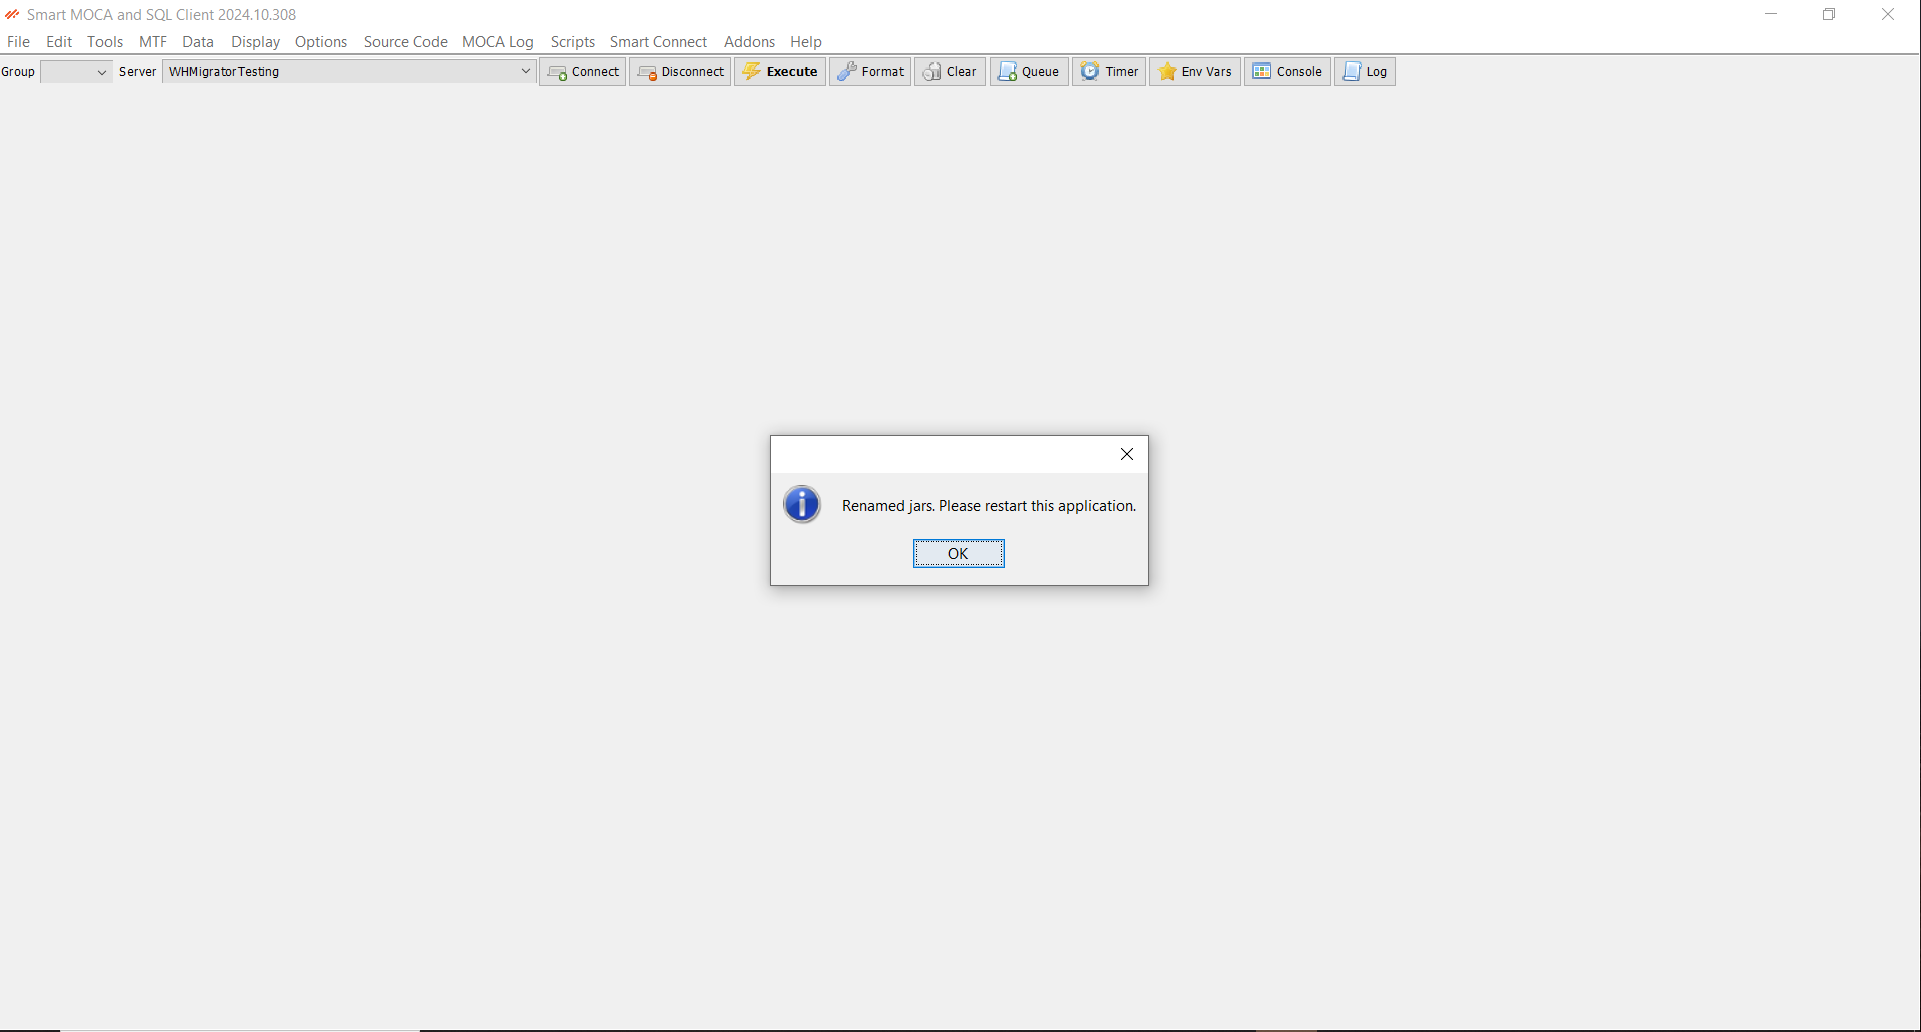 Smart MOCA and SQL Client 2024.10.308
File Edit Tools MTF Data Display Options Source Code MOCA Log Scripts Smart Connect Addons Help
Group Server WHMigratorTesting Connect Disconnect Execute Format Clear Queue Timer Env Vars Console Log
Renamed jars. Please restart this application.
OK